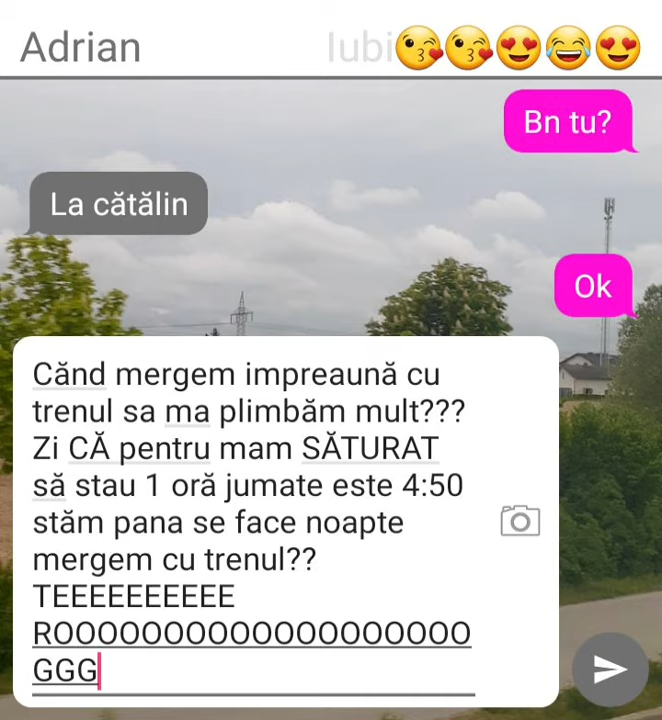 Adrian
Iubi😘😘😍😂😍
Bn tu?
La cătălin
Ok
Cănd mergem impreaună cu
trenul sa ma plimbăm mult???
Zi CĂ pentru mam SĂTURAT
să stau 1 oră jumate este 4:50
stăm pana se face noapte
mergem cu trenul??
TEEEEEEEEEE
ROOOOOOOOOOOOOOOOOOO
GGG